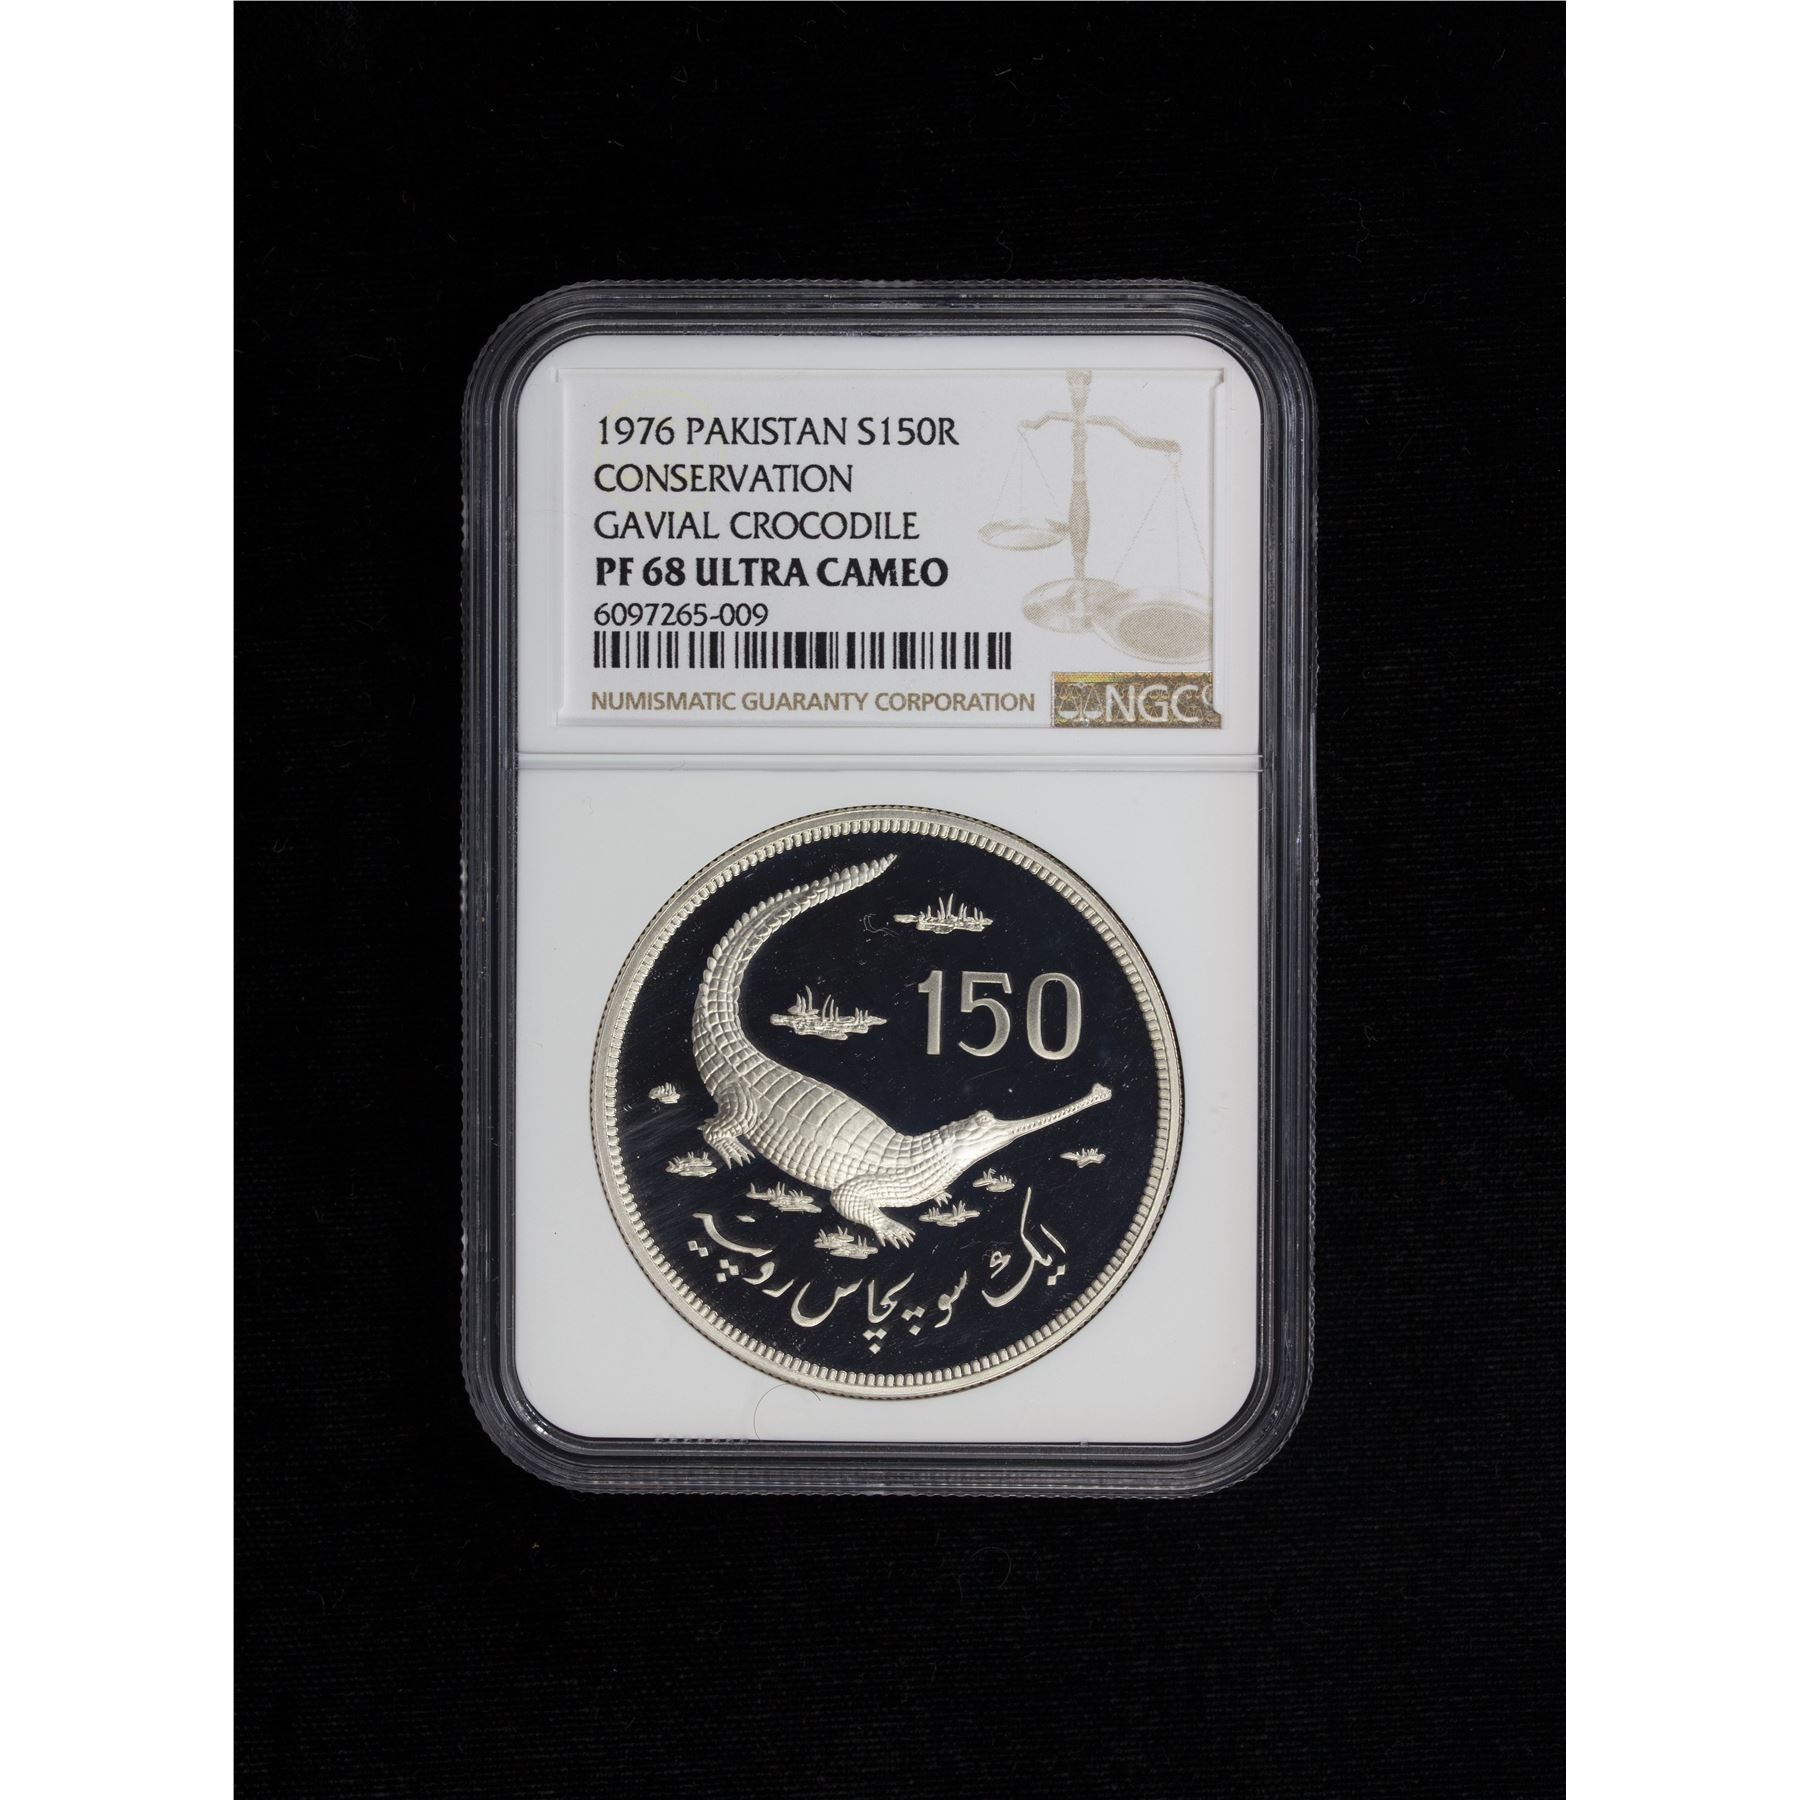 1976 PAKISTAN S150R
CONSERVATION
GAVIAL CROCODILE
PF 68 ULTRA CAMEO
6097265-009
NUMISMATIC GUARANTY CORPORATION
NGC
150
ایک سو پچاس روپیہ